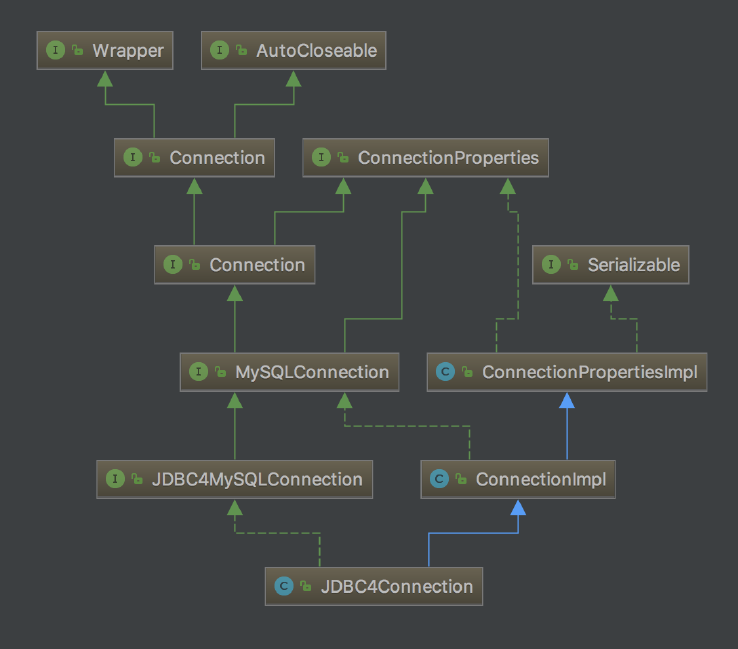 I Wrapper
I AutoCloseable
I Connection
I ConnectionProperties
I Connection
I Serializable
I MySQLConnection
C ConnectionPropertiesImpl
I JDBC4MySQLConnection
C ConnectionImpl
C JDBC4Connection